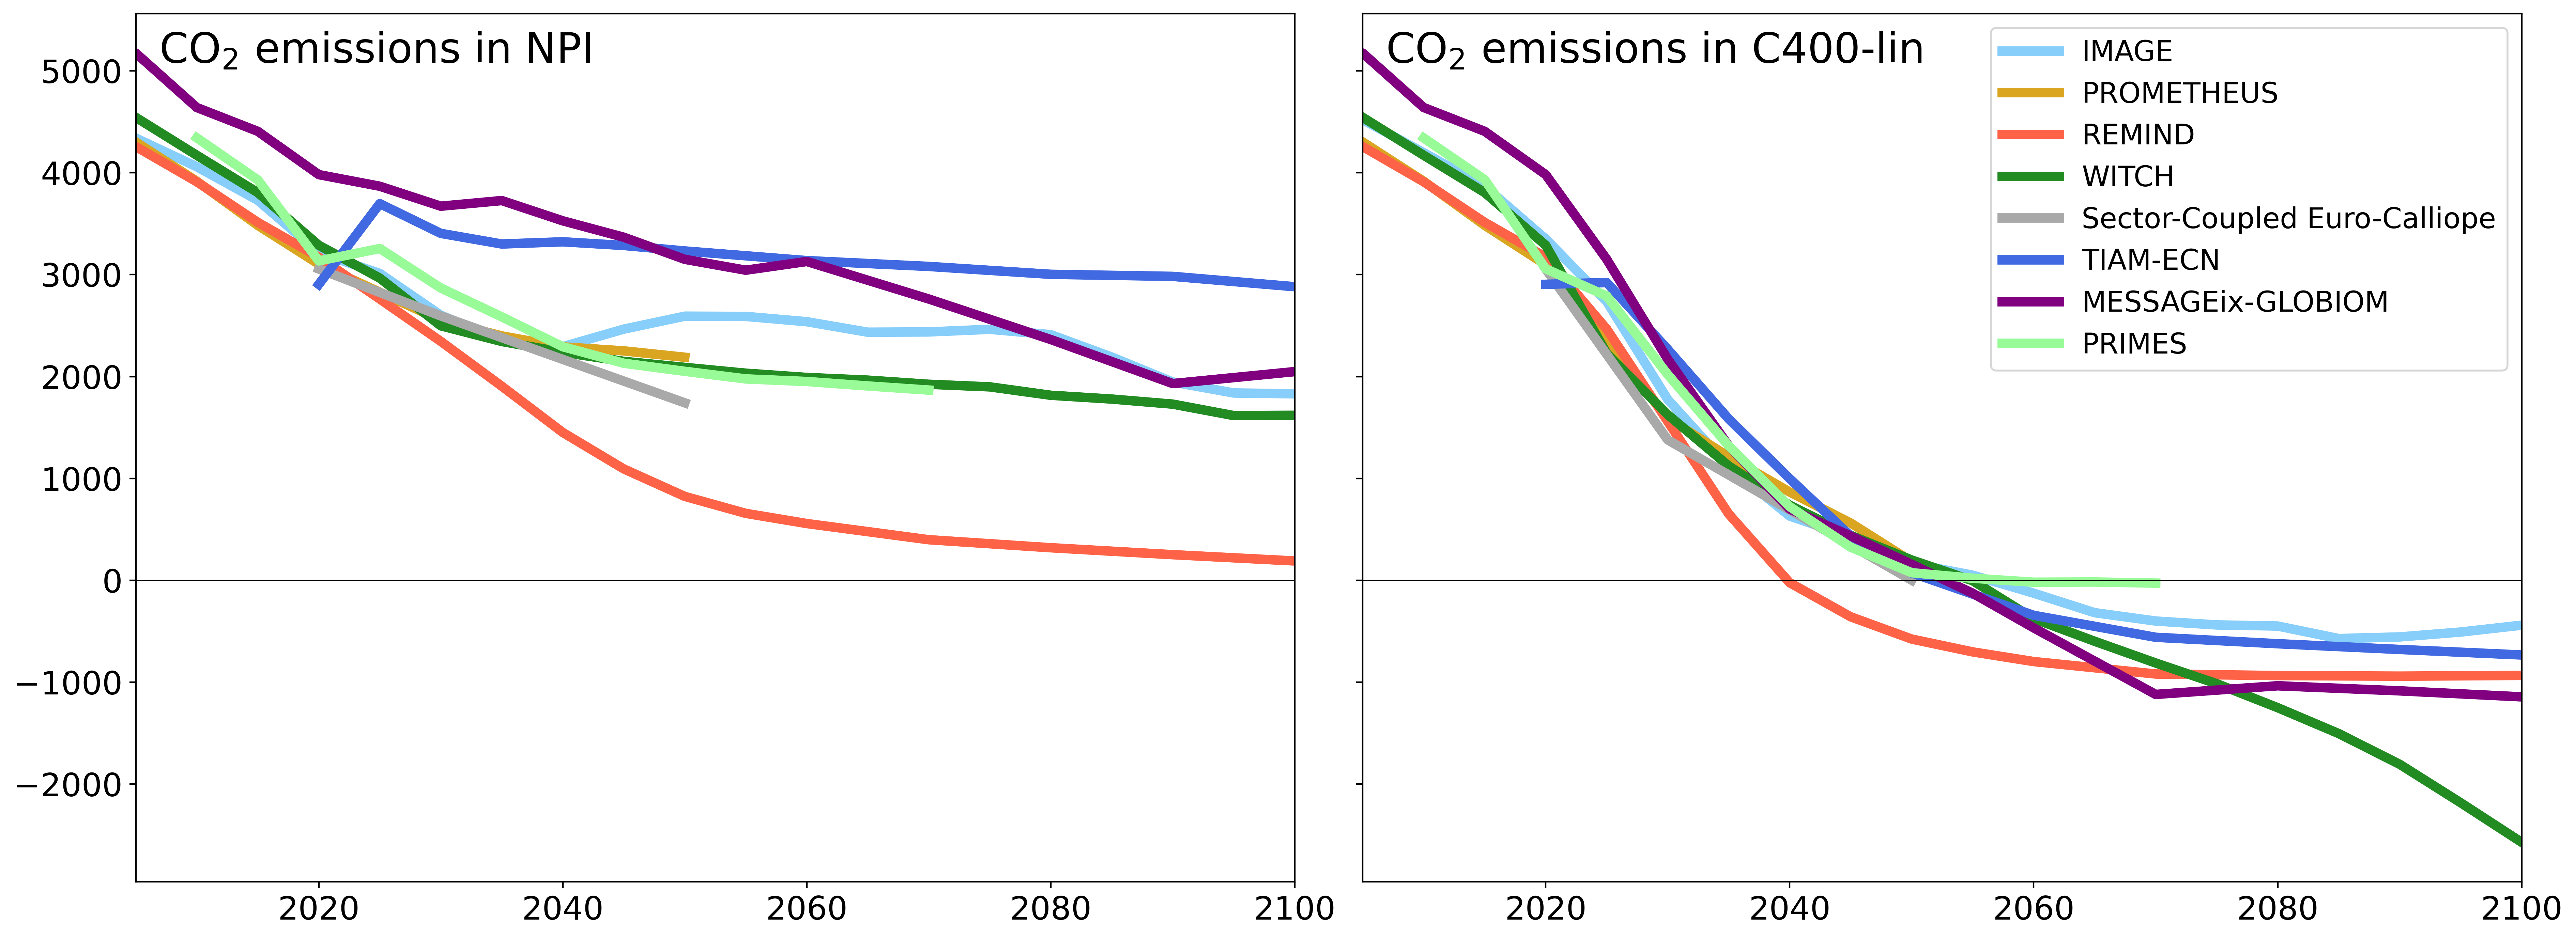 CO₂ emissions in NPI
5000
4000
3000
2000
1000
0
−1000
−2000
2020 2040 2060 2080 2100
CO₂ emissions in C400-lin
IMAGE
PROMETHEUS
REMIND
WITCH
Sector-Coupled Euro-Calliope
TIAM-ECN
MESSAGEix-GLOBIOM
PRIMES
2020 2040 2060 2080 2100